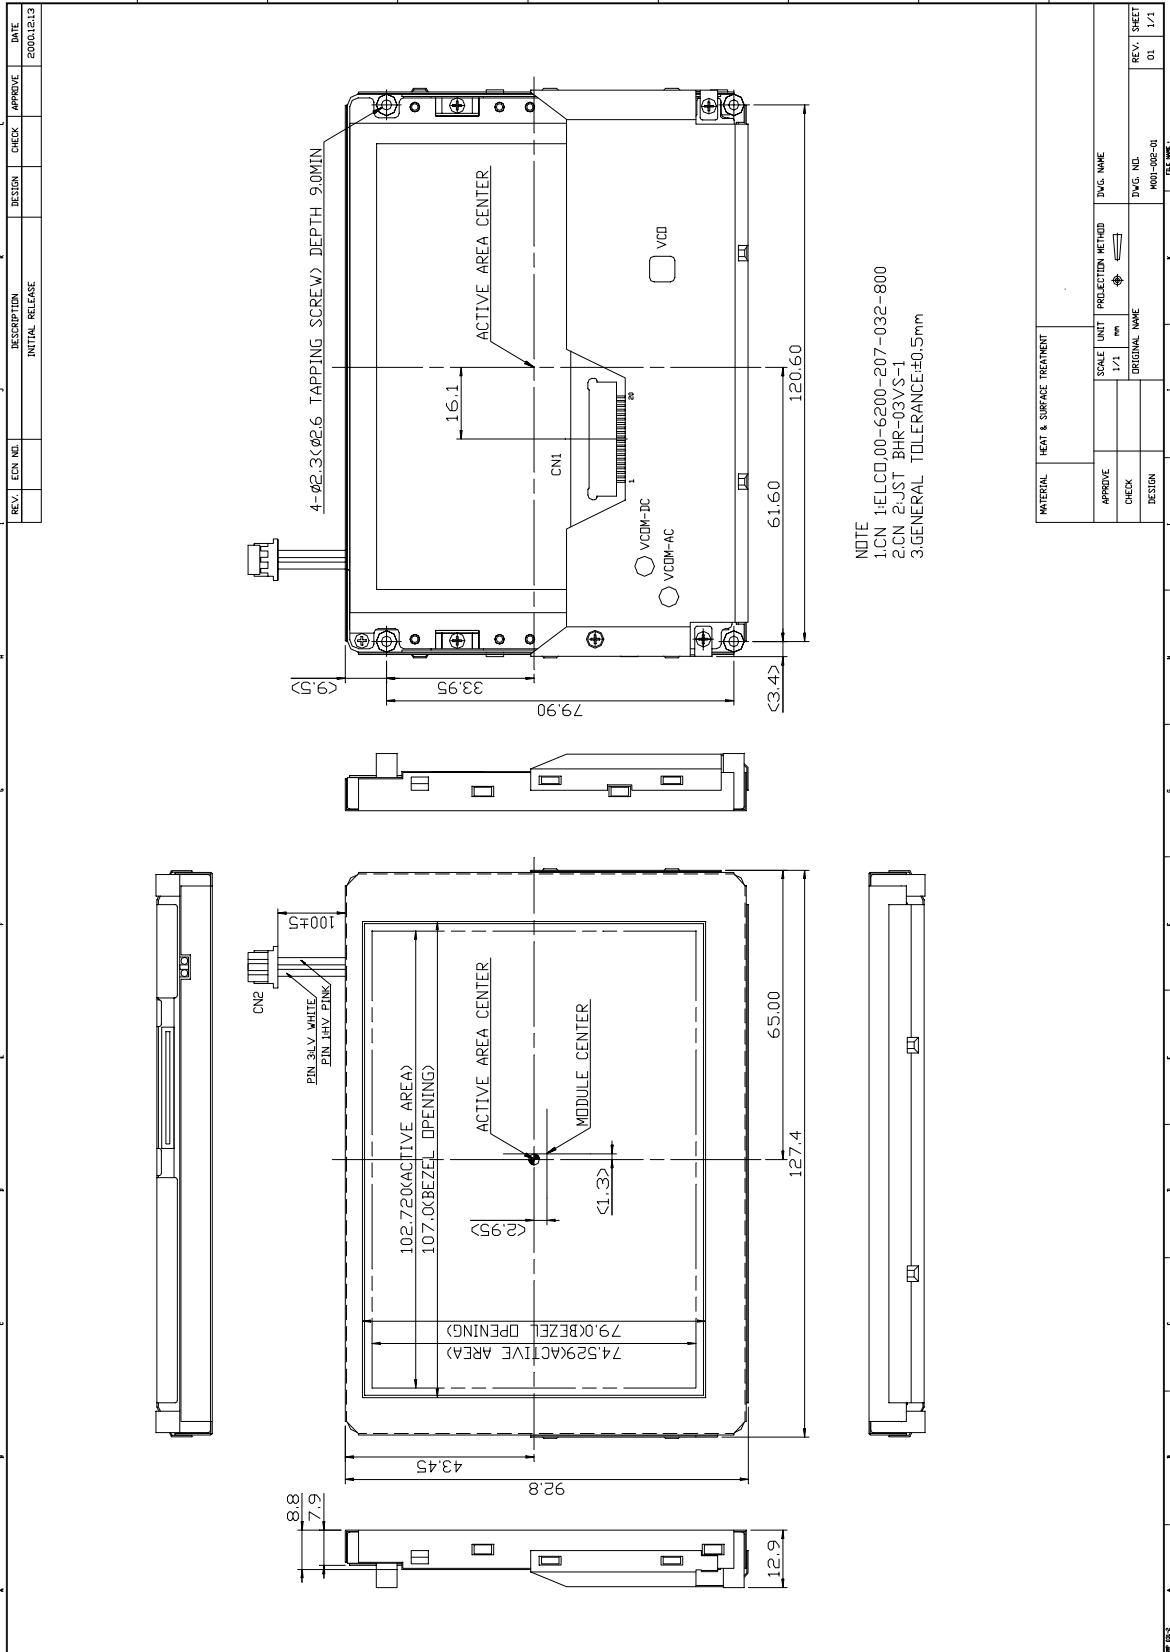 REV. ECN NO. DESCRIPTION DESIGN CHECK APPROVE DATE
INITIAL RELEASE 2000.12.13
4-Ø2.3(Ø2.6 TAPPING SCREW) DEPTH 9.0MIN
ACTIVE AREA CENTER
16.1
CN1
1
20
VCOM-DC
VCOM-AC
VCO
61.60
120.60
(3.4)
(9.5)
33.95
79.90
NOTE
1.CN 1:ELCO,00-6200-207-032-800
2.CN 2:JST BHR-03VS-1
3.GENERAL TOLERANCE:±0.5mm
CN2
100±5
PIN 3:LV WHITE
PIN 1:HV PINK
102.720(ACTIVE AREA)
107.0(BEZEL OPENING)
ACTIVE AREA CENTER
MODULE CENTER
(2.95)
(1.3)
79.0(BEZEL OPENING)
74.529(ACTIVE AREA)
65.00
127.4
43.45
92.8
8.8
7.9
12.9
MATERIAL
HEAT & SURFACE TREATMENT
APPROVE
CHECK
DESIGN
SCALE 1/1
UNIT mm
PROJECTION METHOD
ORIGINAL NAME
DWG. NAME
DWG. NO.
M001-002-01
REV. 01
SHEET 1/1
FILE NAME :